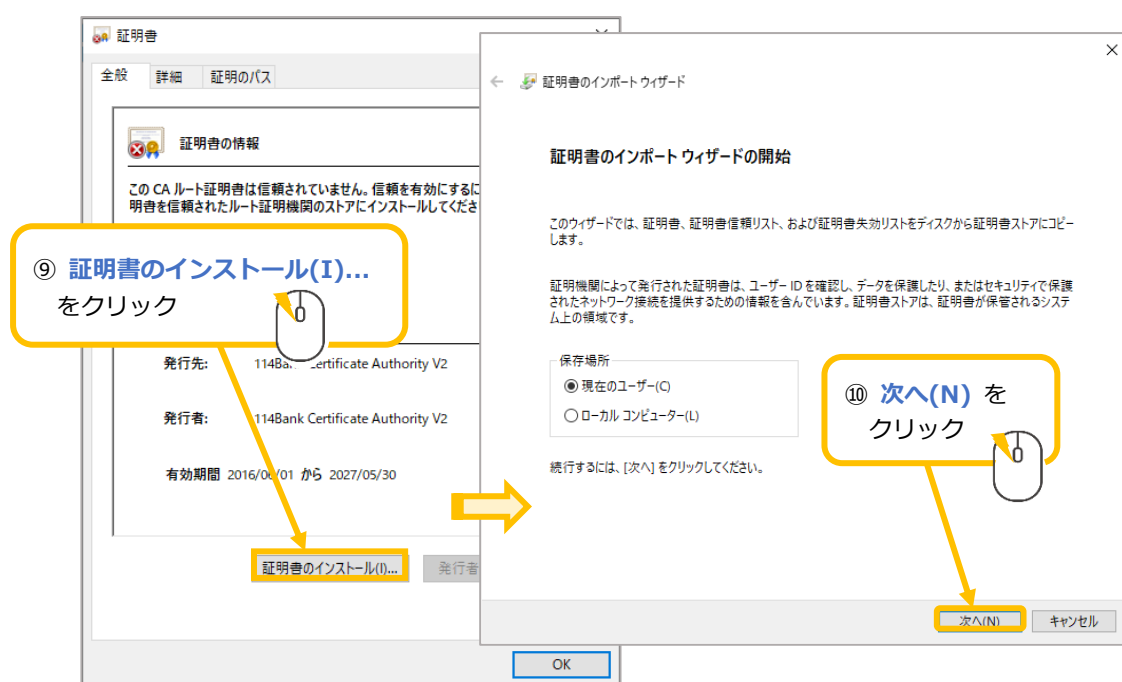 証明書
全般 詳細 証明のパス
証明書の情報
この CA ルート証明書は信頼されていません。信頼を有効にするに
明書を信頼されたルート証明機関のストアにインストールしてくださ
⑨ 証明書のインストール(I)...
をクリック
発行先: 114Ba Certificate Authority V2
発行者: 114Bank Certificate Authority V2
有効期間 2016/06/01 から 2027/05/30
証明書のインストール(I)... 発行者
OK
証明書のインポート ウィザード
証明書のインポート ウィザードの開始
このウィザードでは、証明書、証明書信頼リスト、および証明書失効リストをディスクから証明書ストアにコピー
します。
証明機関によって発行された証明書は、ユーザー ID を確認し、データを保護したり、またはセキュリティで保護
されたネットワーク接続を提供するための情報を含んでいます。証明書ストアは、証明書が保管されるシステ
ム上の領域です。
保存場所
現在のユーザー(C)
ローカル コンピューター(L)
⑩ 次へ(N) を
クリック
続行するには、[次へ] をクリックしてください。
次へ(N) キャンセル